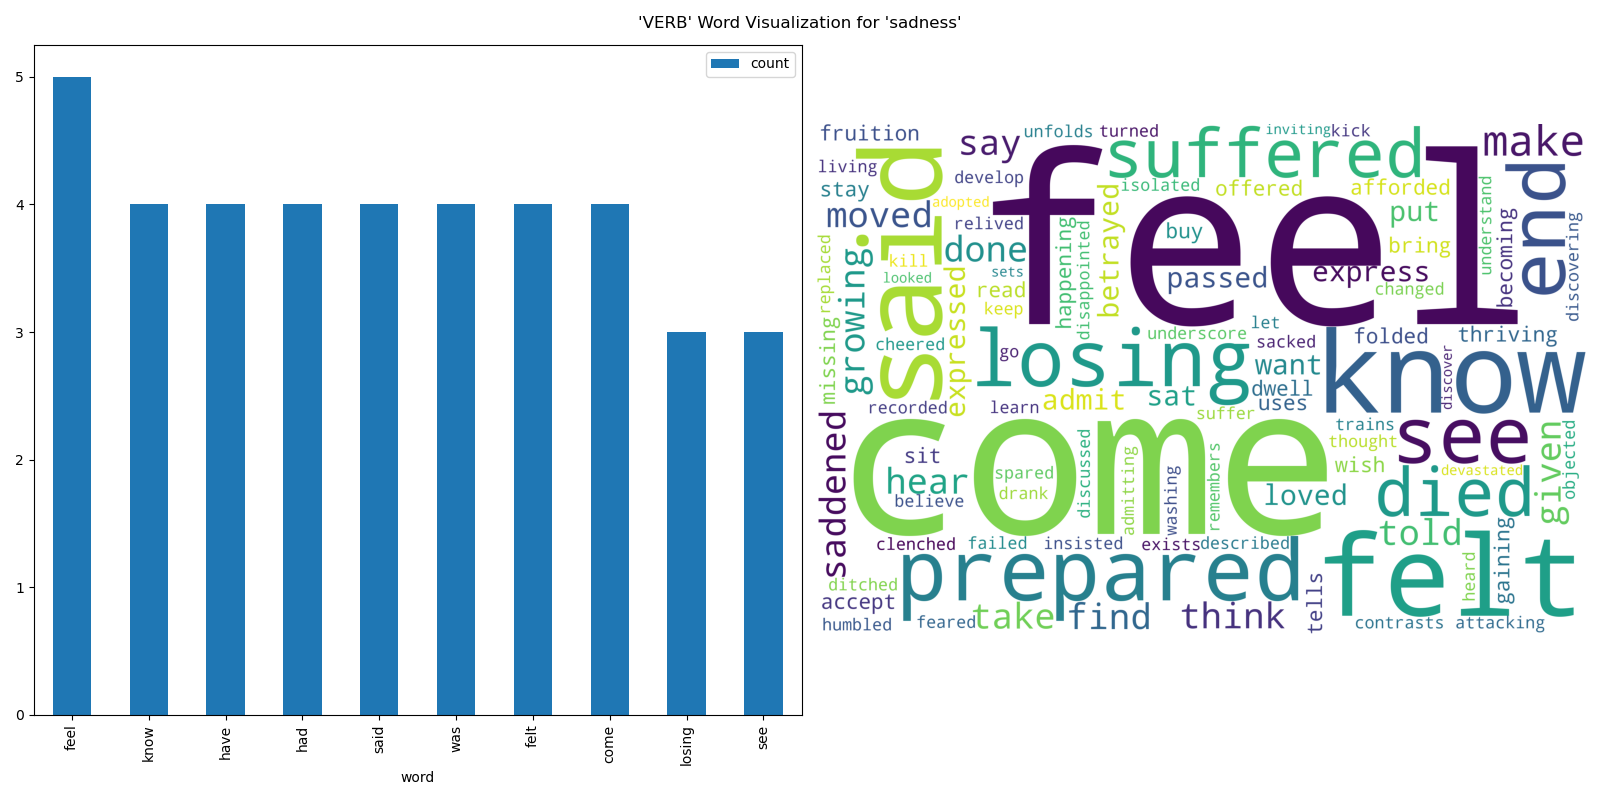 'VERB' Word Visualization for 'sadness'
count
5
4
3
2
1
0
feel
know
have
had
said
was
felt
come
losing
see
word
fruition
say
unfolds
turned
inviting
kick
make
suffered
feel
said
living
develop
isolated
offered
afforded
end
stay
adopted
betrayed
put
understand
moved
relived
happening
disappointed
buy
bring
becoming
discovering
growing
done
kill
looked
sets
passed
express
changed
replaced
read
keep
expressed
missing
cheered
losing
underscore
let
go
sacked
folded
thriving
want
know
discover
dwell
uses
sat
admit
recorded
learn
suffer
come
saddened
trains
thought
see
given
objected
sit
hear
spared
discussed
admitting
washing
remembers
wish
devastated
believe
drank
loved
died
told
clenched
failed
insisted
exists
described
felt
heard
gaining
ditched
prepared
accept
humbled
feared
take
find
think
tells
contrasts
attacking